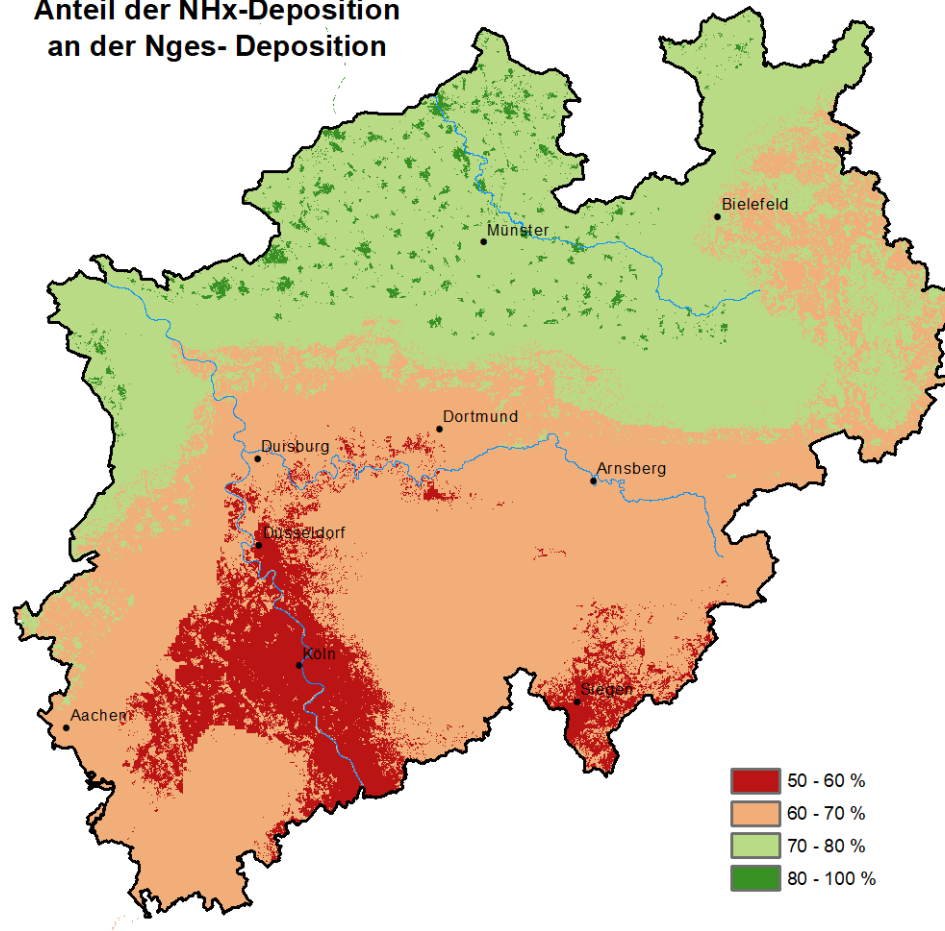 Anteil der NHx-Deposition
an der Nges- Deposition
Bielefeld
Münster
Dortmund
Duisburg
Arnsberg
Düsseldorf
Köln
Siegen
Aachen
50 - 60 %
60 - 70 %
70 - 80 %
80 - 100 %